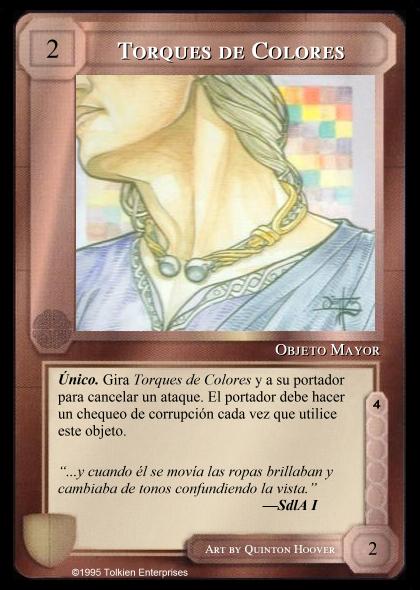 2
Torques de Colores
Objeto Mayor
Único. Gira Torques de Colores y a su portador
para cancelar un ataque. El portador debe hacer
un chequeo de corrupción cada vez que utilice
este objeto.
4
“...y cuando él se movía las ropas brillaban y
cambiaba de tonos confundiendo la vista.”
—SdlA I
Art by Quinton Hoover
2
©1995 Tolkien Enterprises